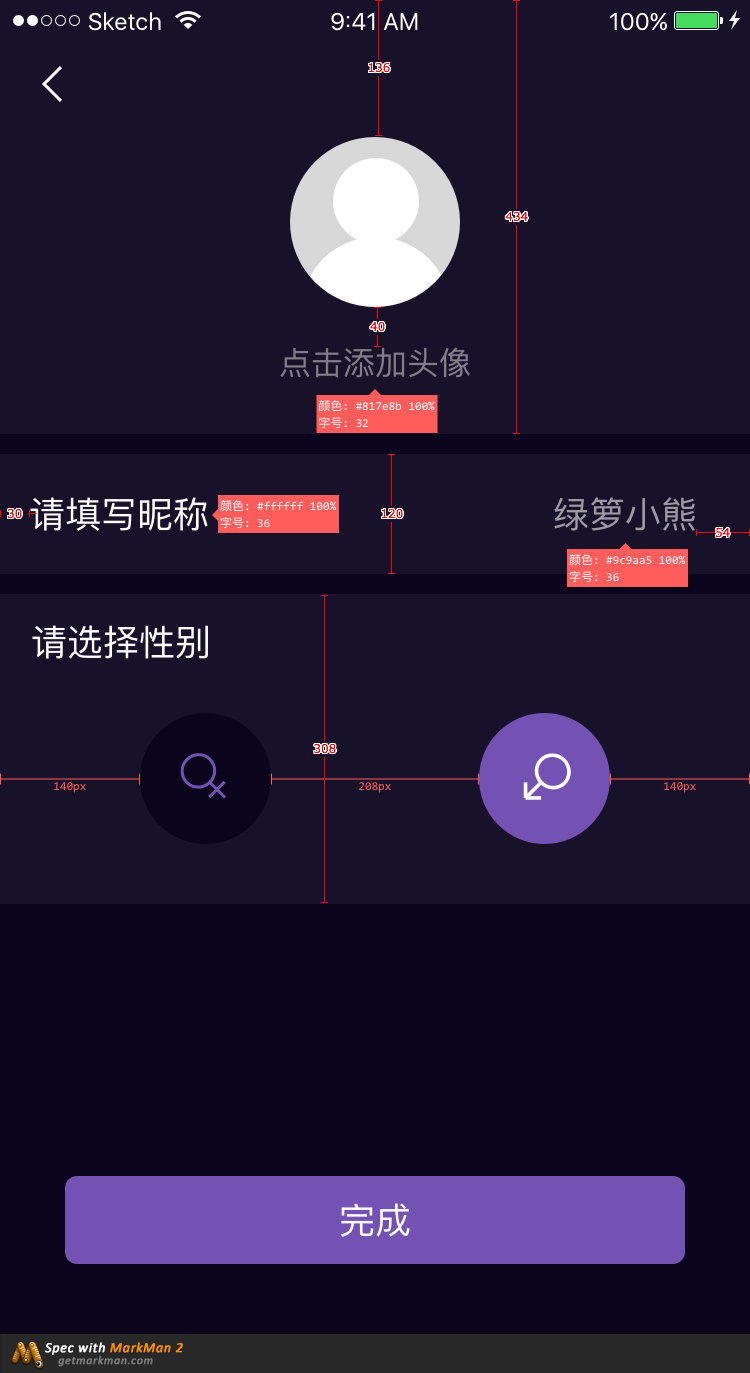 Sketch 9:41 AM 100%
136
434
40
点击添加头像
颜色: #817e8b 100%
字号: 32
30 请填写昵称
颜色: #ffffff 100%
字号: 36
120
绿箩小熊
54
颜色: #9c9aa5 100%
字号: 36
请选择性别
308
140px 208px 140px
完成
Spec with MarkMan 2
getmarkman.com